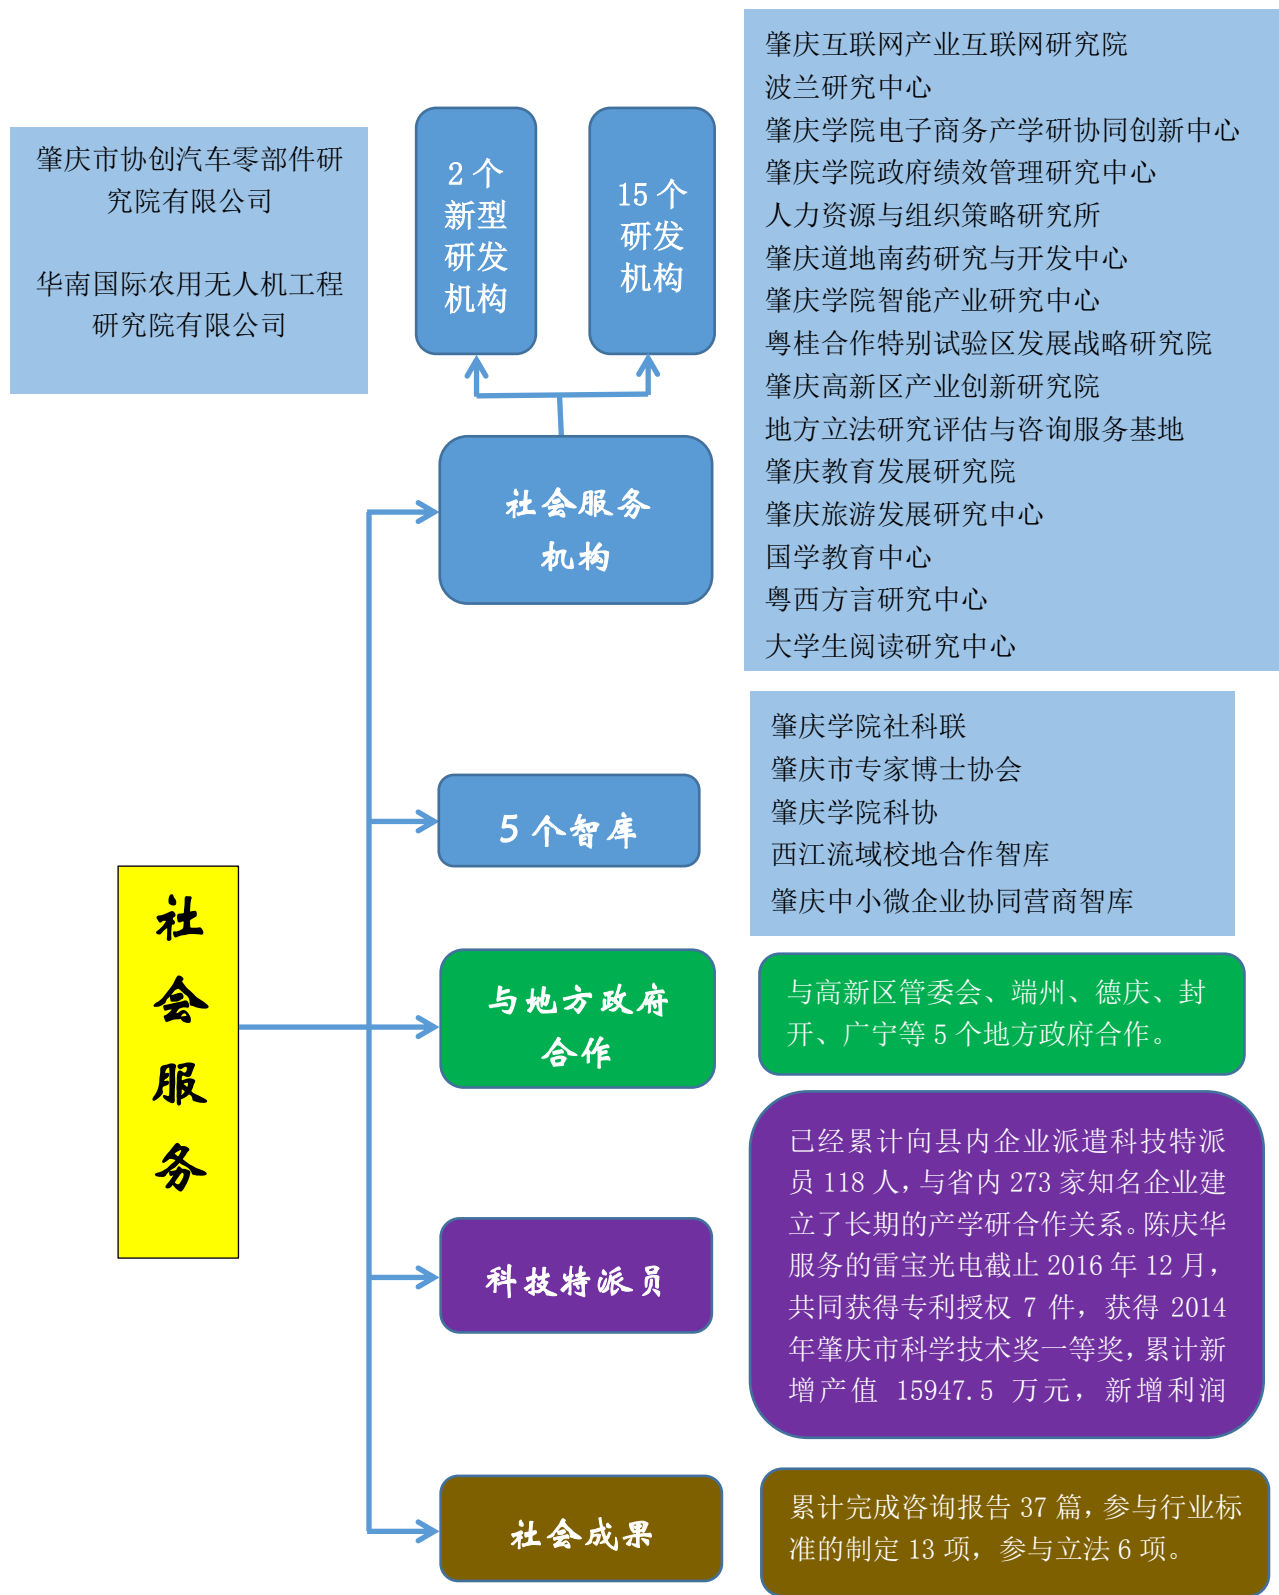 肇庆市协创汽车零部件研
究院有限公司
华南国际农用无人机工程
研究院有限公司
2 个
新型
研发
机构
15 个
研发
机构
肇庆互联网产业互联网研究院
波兰研究中心
肇庆学院电子商务产学研协同创新中心
肇庆学院政府绩效管理研究中心
人力资源与组织策略研究所
肇庆道地南药研究与开发中心
肇庆学院智能产业研究中心
粤桂合作特别试验区发展战略研究院
肇庆高新区产业创新研究院
地方立法研究评估与咨询服务基地
肇庆教育发展研究院
肇庆旅游发展研究中心
国学教育中心
粤西方言研究中心
大学生阅读研究中心
社会服务
机构
5 个智库
肇庆学院社科联
肇庆市专家博士协会
肇庆学院科协
西江流域校地合作智库
肇庆中小微企业协同营商智库
社
会
服
务
与地方政府
合作
与高新区管委会、端州、德庆、封
开、广宁等 5 个地方政府合作。
科技特派员
已经累计向县内企业派遣科技特派
员 118 人，与省内 273 家知名企业建
立了长期的产学研合作关系。陈庆华
服务的雷宝光电截止 2016 年 12 月，
共同获得专利授权 7 件，获得 2014
年肇庆市科学技术奖一等奖，累计新
增产值 15947.5 万元，新增利润
社会成果
累计完成咨询报告 37 篇，参与行业标
准的制定 13 项，参与立法 6 项。